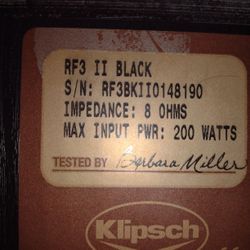 RF3 II BLACK
S/N: RF3BKII0148190
IMPEDANCE: 8 OHMS
MAX INPUT PWR: 200 WATTS
TESTED BY Barbara Miller
Klipsch